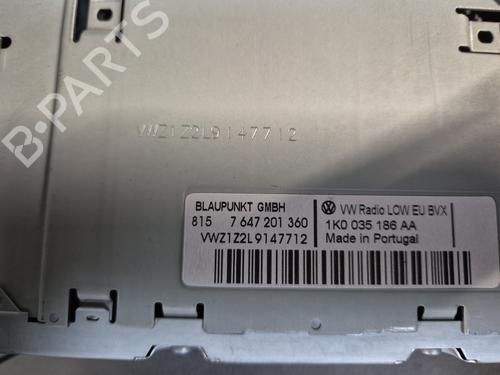 B-PARTS
VWZ1Z2L9147712
BLAUPUNKT GMBH
815 7 647 201 360
VWZ1Z2L9147712
VW Radio LOW EU BVX
1K0 035 186 AA
Made in Portugal